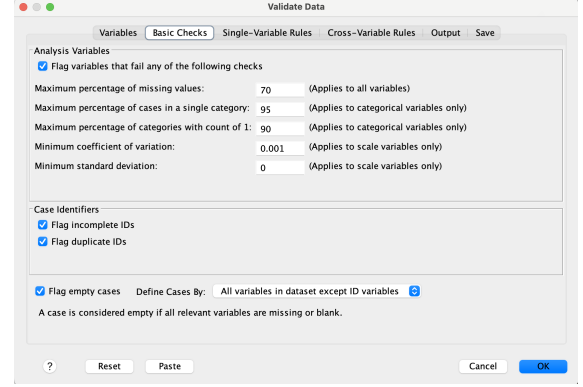 Validate Data
Variables Basic Checks Single-Variable Rules Cross-Variable Rules Output Save
Analysis Variables
Flag variables that fail any of the following checks
Maximum percentage of missing values: 70 (Applies to all variables)
Maximum percentage of cases in a single category: 95 (Applies to categorical variables only)
Maximum percentage of categories with count of 1: 90 (Applies to categorical variables only)
Minimum coefficient of variation: 0.001 (Applies to scale variables only)
Minimum standard deviation: 0 (Applies to scale variables only)
Case Identifiers
Flag incomplete IDs
Flag duplicate IDs
Flag empty cases Define Cases By: All variables in dataset except ID variables
A case is considered empty if all relevant variables are missing or blank.
? Reset Paste Cancel OK